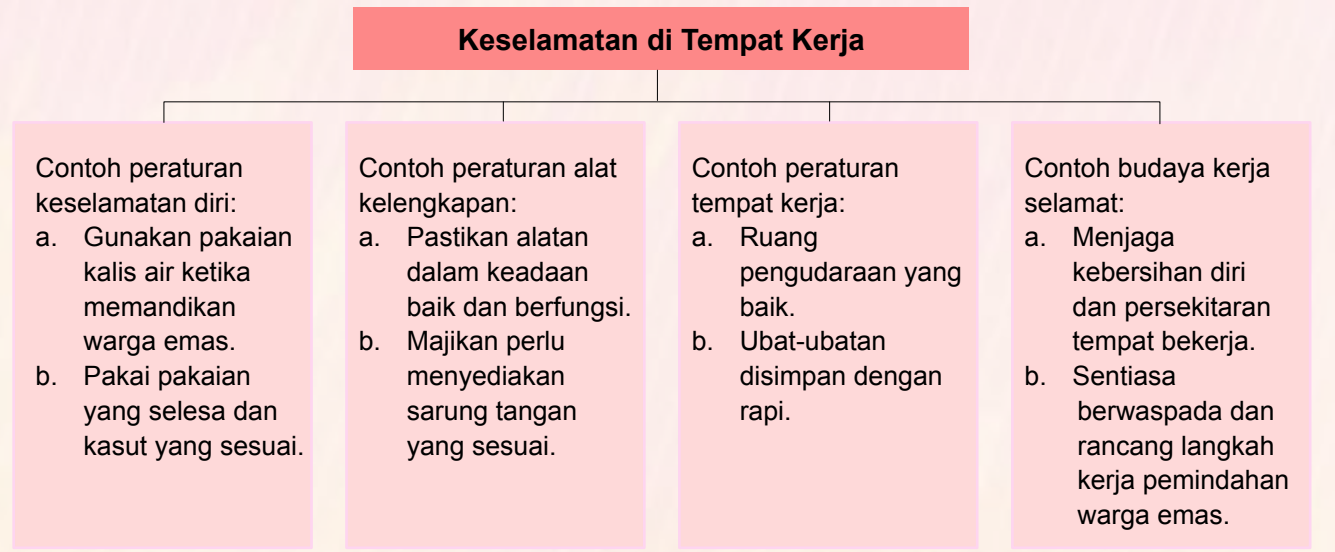 Keselamatan di Tempat Kerja
Contoh peraturan
keselamatan diri:
a. Gunakan pakaian
kalis air ketika
memandikan
warga emas.
b. Pakai pakaian
yang selesa dan
kasut yang sesuai.
Contoh peraturan alat
kelengkapan:
a. Pastikan alatan
dalam keadaan
baik dan berfungsi.
b. Majikan perlu
menyediakan
sarung tangan
yang sesuai.
Contoh peraturan
tempat kerja:
a. Ruang
pengudaraan yang
baik.
b. Ubat-ubatan
disimpan dengan
rapi.
Contoh budaya kerja
selamat:
a. Menjaga
kebersihan diri
dan persekitaran
tempat bekerja.
b. Sentiasa
berwaspada dan
rancang langkah
kerja pemindahan
warga emas.